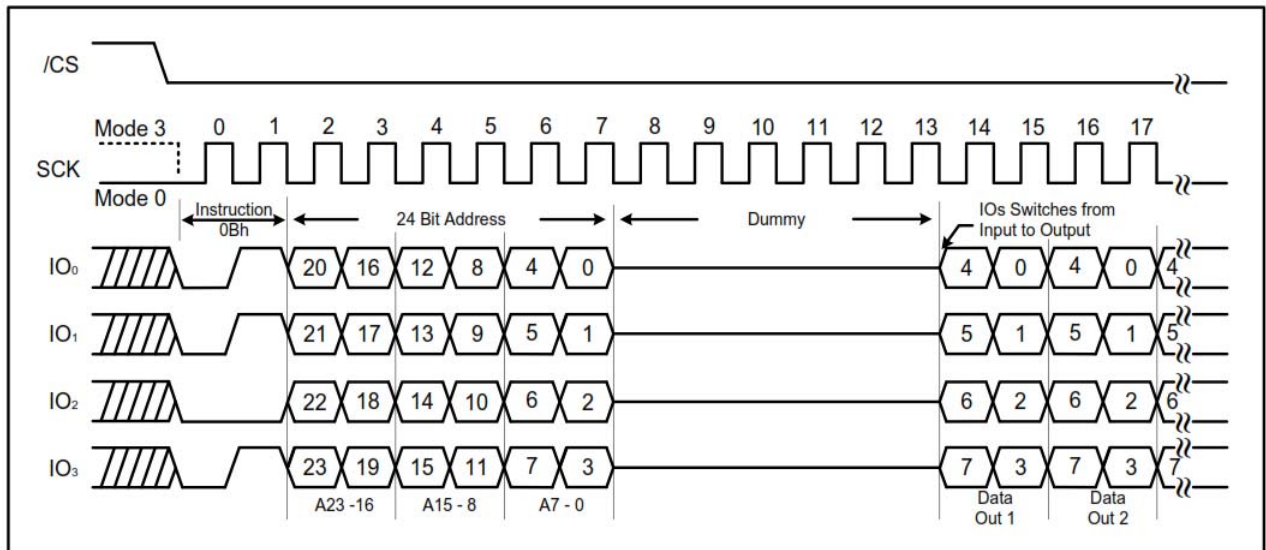 /CS
Mode 3 0 1 2 3 4 5 6 7 8 9 10 11 12 13 14 15 16 17
SCK
Mode 0
Instruction
0Bh
24 Bit Address
Dummy
IOs Switches from
Input to Output
IO₀ 20 16 12 8 4 0 4 0 4 0 4
IO₁ 21 17 13 9 5 1 5 1 5 1 5
IO₂ 22 18 14 10 6 2 6 2 6 2 6
IO₃ 23 19 15 11 7 3 7 3 7 3 7
A23 -16 A15 - 8 A7 - 0
Data
Out 1
Data
Out 2